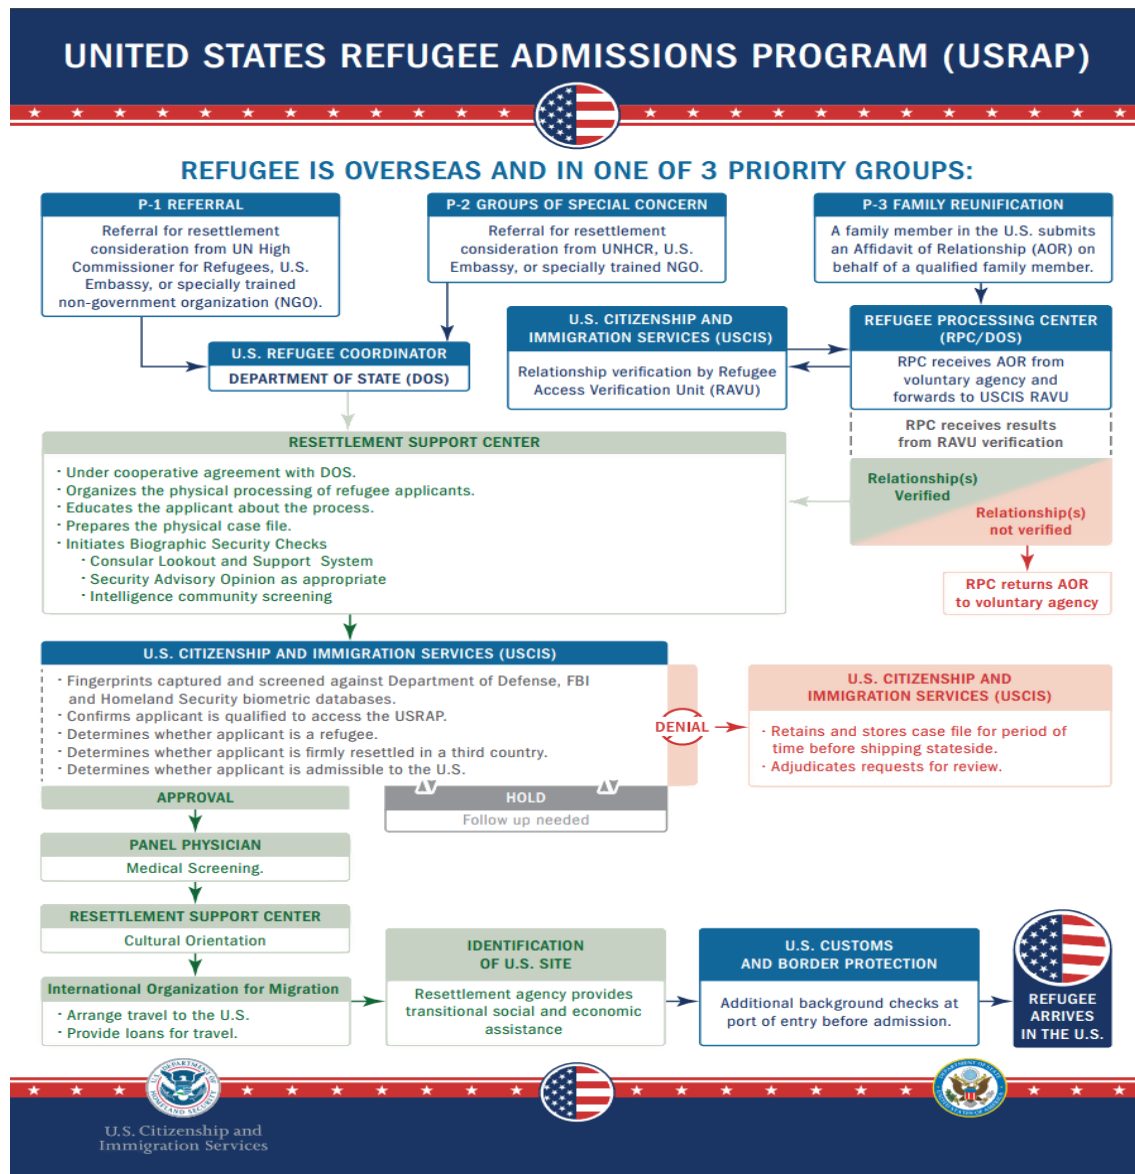 UNITED STATES REFUGEE ADMISSIONS PROGRAM (USRAP)
REFUGEE IS OVERSEAS AND IN ONE OF 3 PRIORITY GROUPS:
P-1 REFERRAL
Referral for resettlement
consideration from UN High
Commissioner for Refugees, U.S.
Embassy, or specially trained
non-government organization (NGO).
P-2 GROUPS OF SPECIAL CONCERN
Referral for resettlement
consideration from UNHCR, U.S.
Embassy, or specially trained NGO.
P-3 FAMILY REUNIFICATION
A family member in the U.S. submits
an Affidavit of Relationship (AOR) on
behalf of a qualified family member.
U.S. REFUGEE COORDINATOR
DEPARTMENT OF STATE (DOS)
U.S. CITIZENSHIP AND
IMMIGRATION SERVICES (USCIS)
Relationship verification by Refugee
Access Verification Unit (RAVU)
REFUGEE PROCESSING CENTER
(RPC/DOS)
RPC receives AOR from
voluntary agency and
forwards to USCIS RAVU
RPC receives results
from RAVU verification
Relationship(s)
Verified
Relationship(s)
not verified
RPC returns AOR
to voluntary agency
RESETTLEMENT SUPPORT CENTER
· Under cooperative agreement with DOS.
· Organizes the physical processing of refugee applicants.
· Educates the applicant about the process.
· Prepares the physical case file.
· Initiates Biographic Security Checks
· Consular Lookout and Support System
· Security Advisory Opinion as appropriate
· Intelligence community screening
U.S. CITIZENSHIP AND IMMIGRATION SERVICES (USCIS)
· Fingerprints captured and screened against Department of Defense, FBI
and Homeland Security biometric databases.
· Confirms applicant is qualified to access the USRAP.
· Determines whether applicant is a refugee.
· Determines whether applicant is firmly resettled in a third country.
· Determines whether applicant is admissible to the U.S.
DENIAL
U.S. CITIZENSHIP AND
IMMIGRATION SERVICES (USCIS)
· Retains and stores case file for period of
time before shipping stateside.
· Adjudicates requests for review.
APPROVAL
HOLD
Follow up needed
PANEL PHYSICIAN
Medical Screening.
RESETTLEMENT SUPPORT CENTER
Cultural Orientation
International Organization for Migration
· Arrange travel to the U.S.
· Provide loans for travel.
IDENTIFICATION
OF U.S. SITE
Resettlement agency provides
transitional social and economic
assistance
U.S. CUSTOMS
AND BORDER PROTECTION
Additional background checks at
port of entry before admission.
REFUGEE
ARRIVES
IN THE U.S.
U.S. DEPARTMENT OF
HOMELAND SECURITY
U.S. Citizenship and
Immigration Services
DEPARTMENT OF STATE
UNITED STATES OF AMERICA